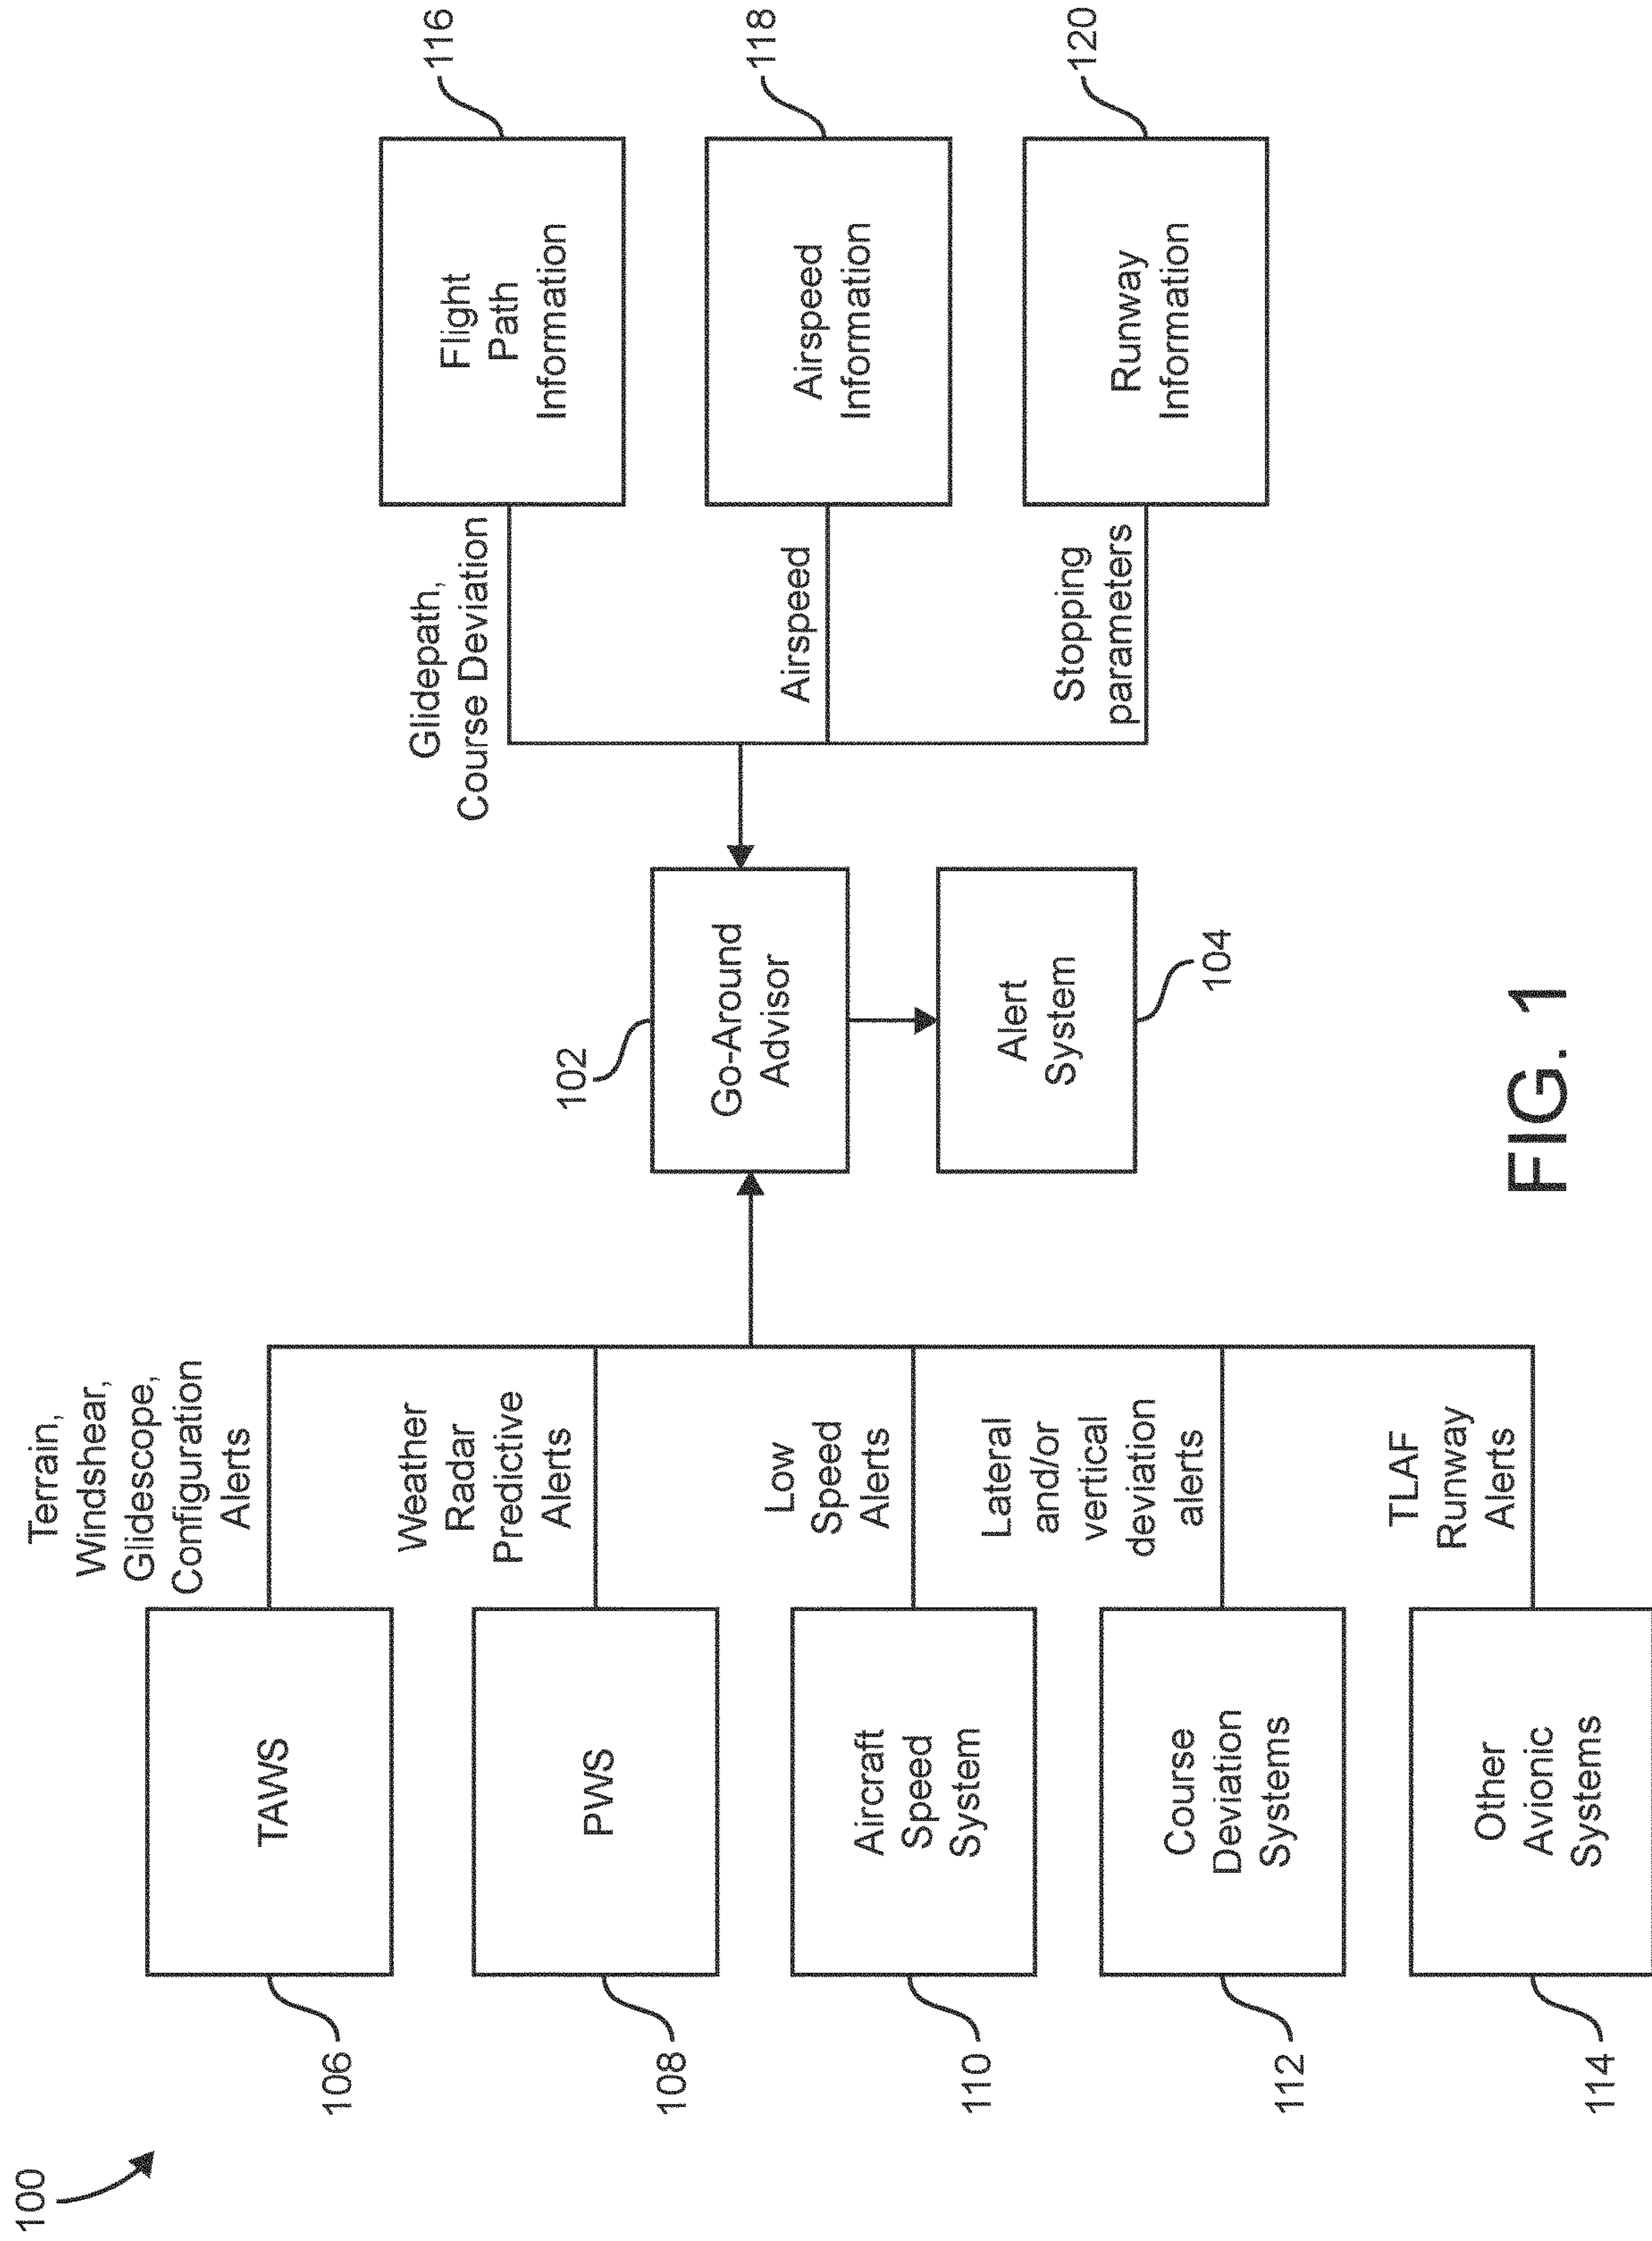 100
Terrain,
Windshear,
Glidescope,
Configuration
Alerts
TAWS
106
Weather
Radar
Predictive
Alerts
PWS
108
Low
Speed
Alerts
Aircraft
Speed
System
110
Lateral
and/or
vertical
deviation
alerts
Course
Deviation
Systems
112
TLAF
Runway
Alerts
Other
Avionic
Systems
114
102
Go-Around
Advisor
Alert
System
104
Glidepath,
Course Deviation
Flight
Path
Information
116
Airspeed
Airspeed
Information
118
Stopping
parameters
Runway
Information
120
FIG. 1